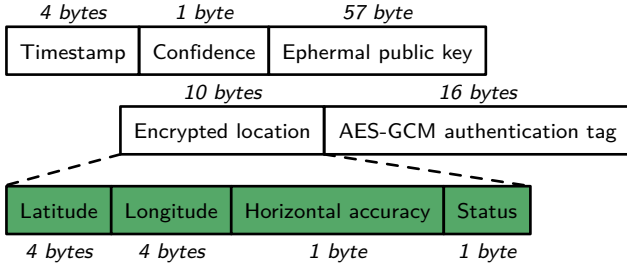 4 bytes 1 byte 57 byte
Timestamp Confidence Ephermal public key
10 bytes 16 bytes
Encrypted location AES-GCM authentication tag
Latitude Longitude Horizontal accuracy Status
4 bytes 4 bytes 1 byte 1 byte